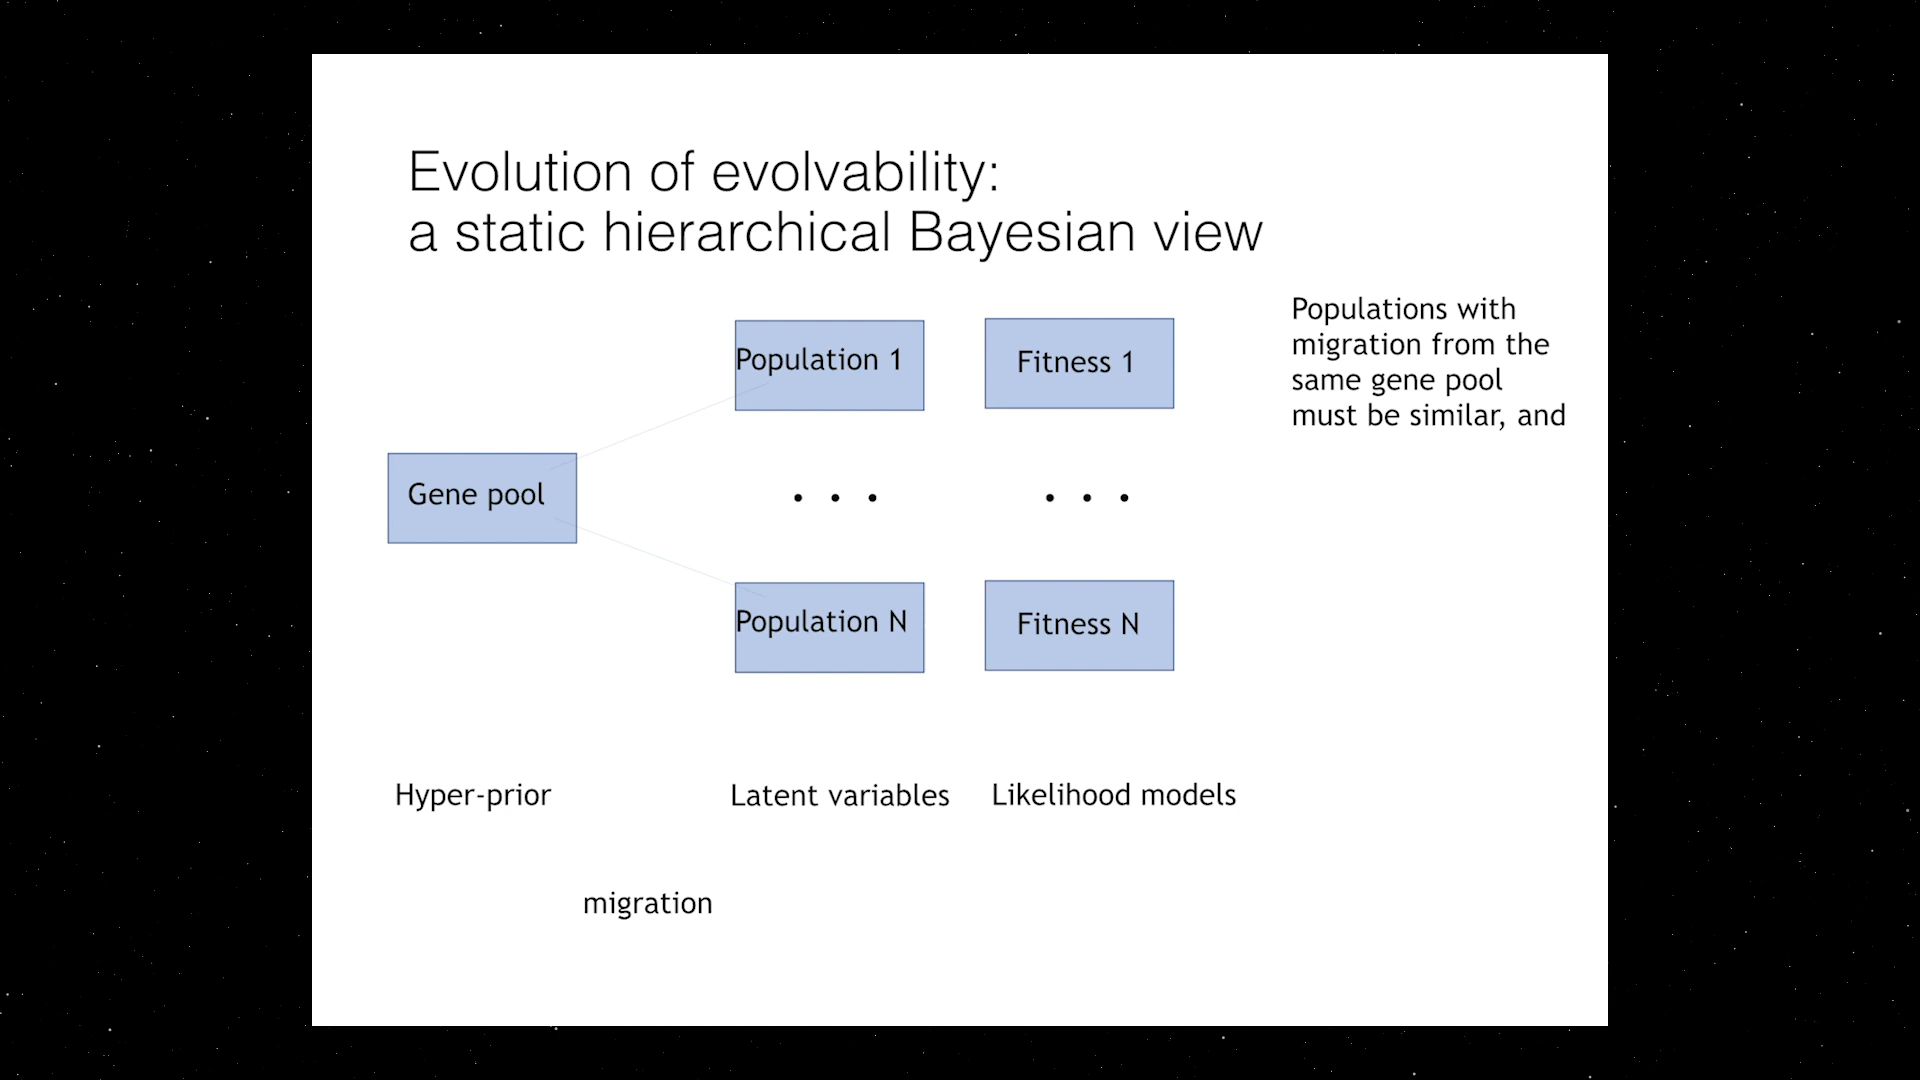 Evolution of evolvability:
a static hierarchical Bayesian view
Populations with
migration from the
same gene pool
must be similar, and
Population 1
Fitness 1
Gene pool
. . .
. . .
Population N
Fitness N
Hyper-prior
Latent variables
Likelihood models
migration